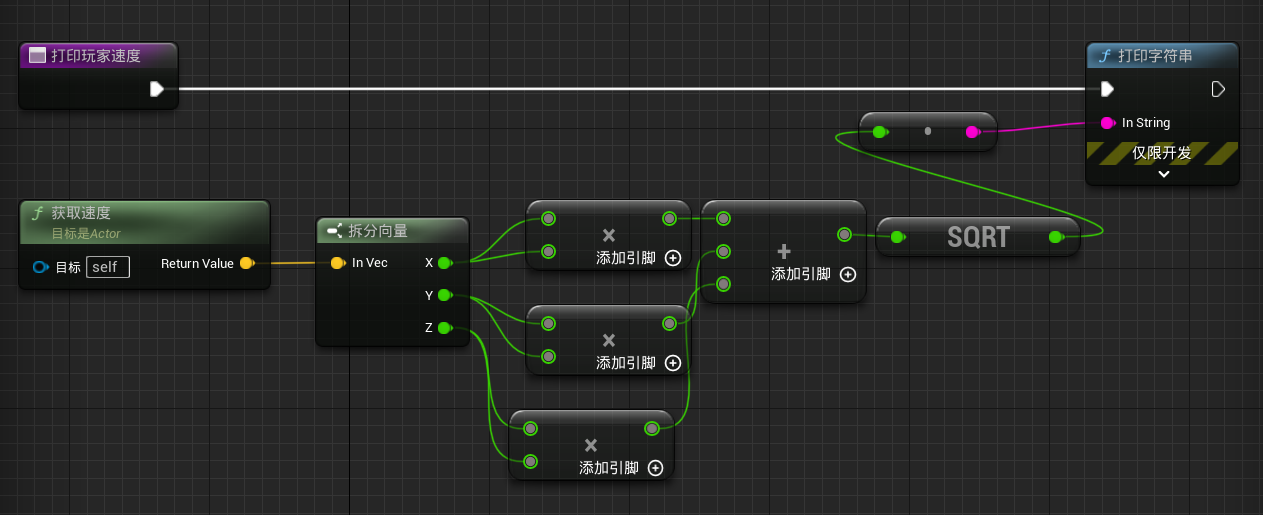 打印玩家速度
打印字符串
In String
仅限开发
获取速度
目标是Actor
目标 self
Return Value
拆分向量
In Vec
X
Y
Z
×
添加引脚
×
添加引脚
×
添加引脚
+
添加引脚
SQRT